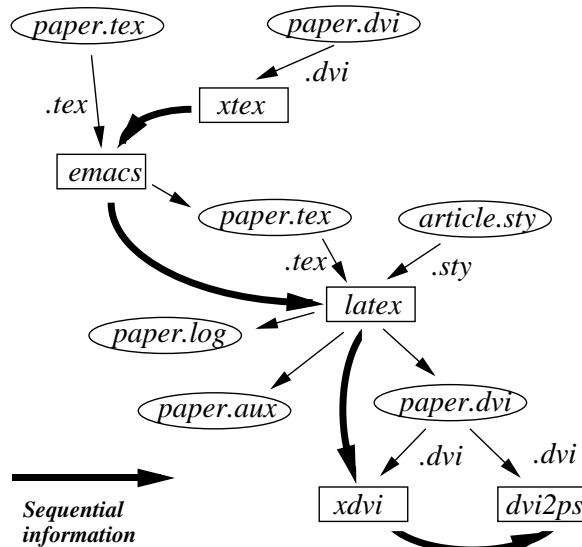 paper.tex
paper.dvi
.dvi
.tex
xtex
emacs
paper.tex
article.sty
.tex
.sty
latex
paper.log
paper.aux
paper.dvi
.dvi
.dvi
Sequential
information
xdvi
dvi2ps